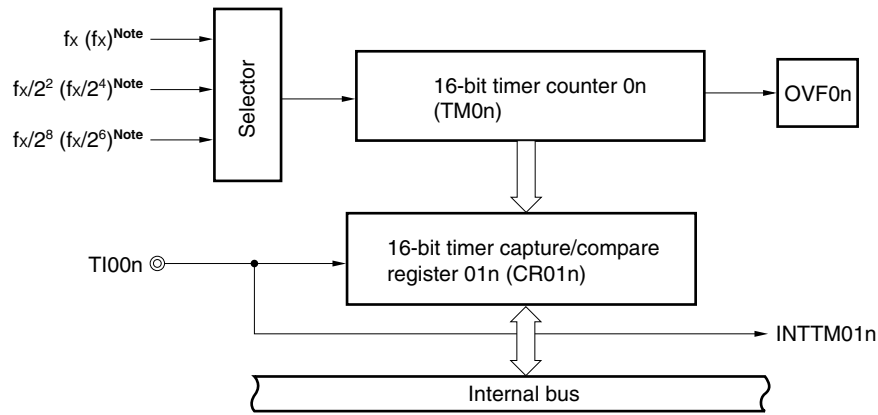 fx (fx)Note
fx/2² (fx/2⁴)Note
fx/2⁸ (fx/2⁶)Note
Selector
16-bit timer counter 0n
(TM0n)
OVF0n
TI00n
16-bit timer capture/compare
register 01n (CR01n)
INTTM01n
Internal bus